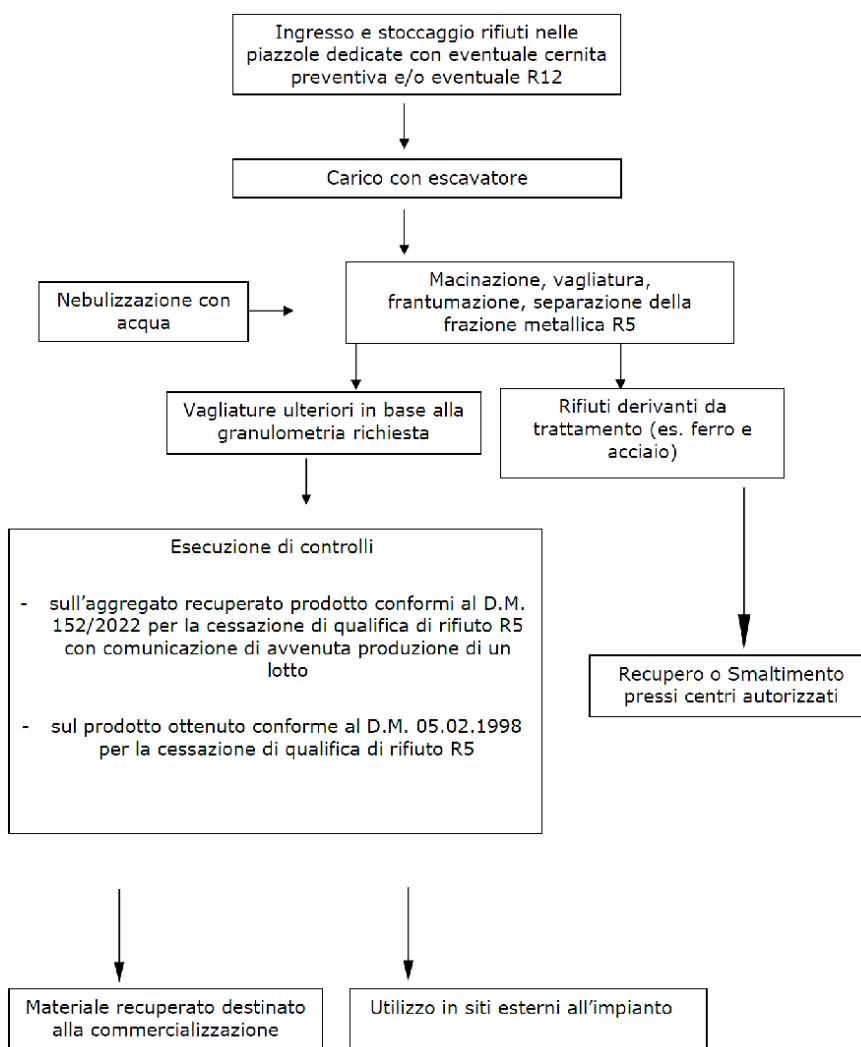 Ingresso e stoccaggio rifiuti nelle
piazzole dedicate con eventuale cernita
preventiva e/o eventuale R12
Carico con escavatore
Nebulizzazione con
acqua
Macinazione, vagliatura,
frantumazione, separazione della
frazione metallica R5
Vagliature ulteriori in base alla
granulometria richiesta
Rifiuti derivanti da
trattamento (es. ferro e
acciaio)
Esecuzione di controlli
- sull'aggregato recuperato prodotto conformi al D.M.
152/2022 per la cessazione di qualifica di rifiuto R5
con comunicazione di avvenuta produzione di un
lotto
- sul prodotto ottenuto conforme al D.M. 05.02.1998
per la cessazione di qualifica di rifiuto R5
Recupero o Smaltimento
pressi centri autorizzati
Materiale recuperato destinato
alla commercializzazione
Utilizzo in siti esterni all'impianto